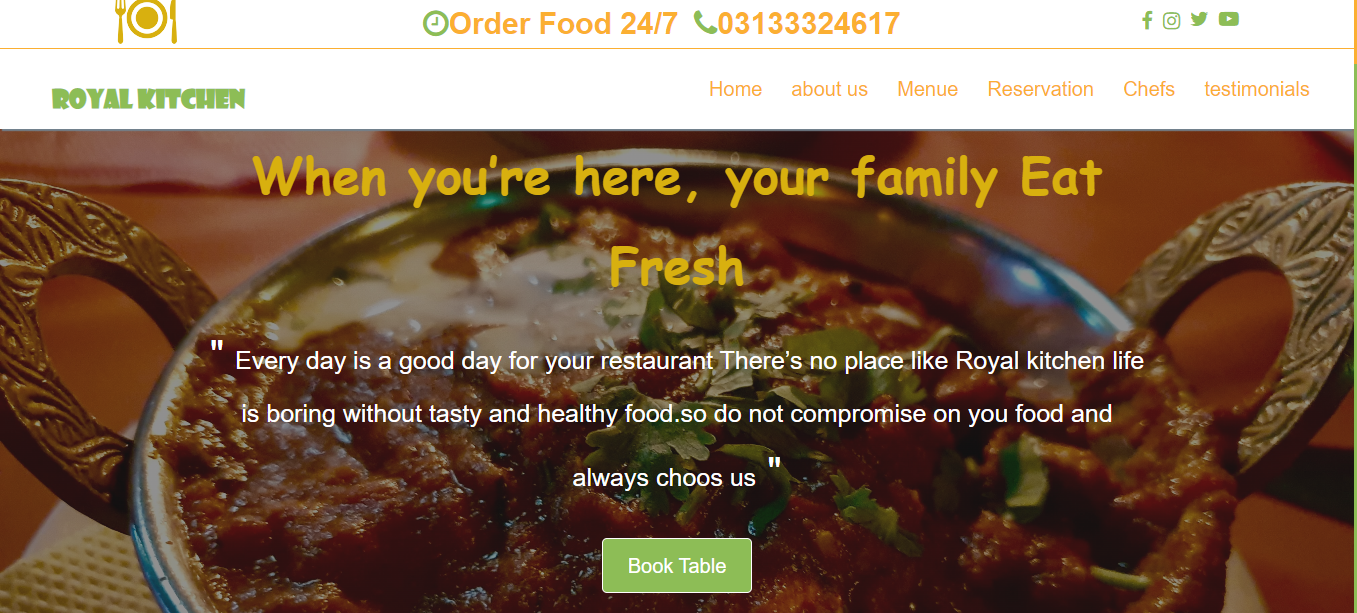 Order Food 24/7 03133324617
ROYAL KITCHEN
Home about us Menue Reservation Chefs testimonials
When you’re here, your family Eat
Fresh
" Every day is a good day for your restaurant There’s no place like Royal kitchen life
is boring without tasty and healthy food.so do not compromise on you food and
always choos us "
Book Table